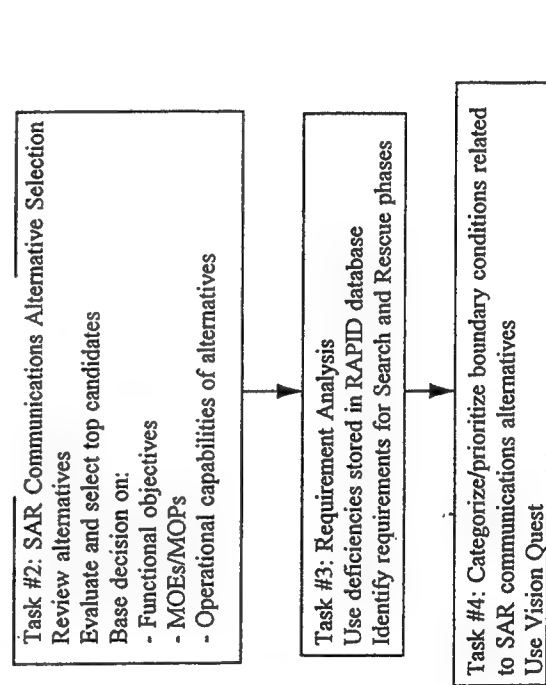 Task #2: SAR Communications Alternative Selection
Review alternatives
Evaluate and select top candidates
Base decision on:
- Functional objectives
- MOEs/MOPs
- Operational capabilities of alternatives
Task #3: Requirement Analysis
Use deficiencies stored in RAPID database
Identify requirements for Search and Rescue phases
Task #4: Categorize/prioritize boundary conditions related
to SAR communications alternatives
Use Vision Quest